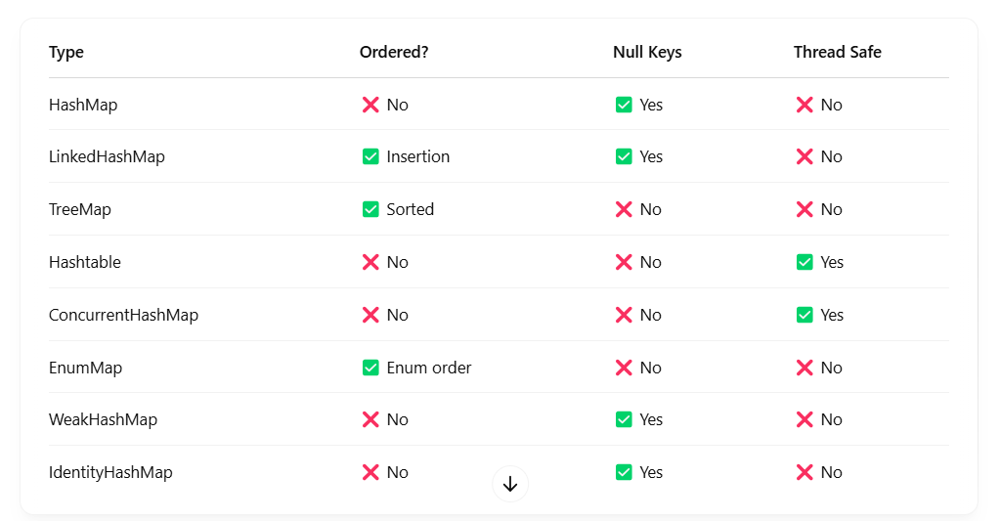 Type Ordered? Null Keys Thread Safe
HashMap ❌ No ✅ Yes ❌ No
LinkedHashMap ✅ Insertion ✅ Yes ❌ No
TreeMap ✅ Sorted ❌ No ❌ No
Hashtable ❌ No ❌ No ✅ Yes
ConcurrentHashMap ❌ No ❌ No ✅ Yes
EnumMap ✅ Enum order ❌ No ❌ No
WeakHashMap ❌ No ✅ Yes ❌ No
IdentityHashMap ❌ No ✅ Yes ❌ No